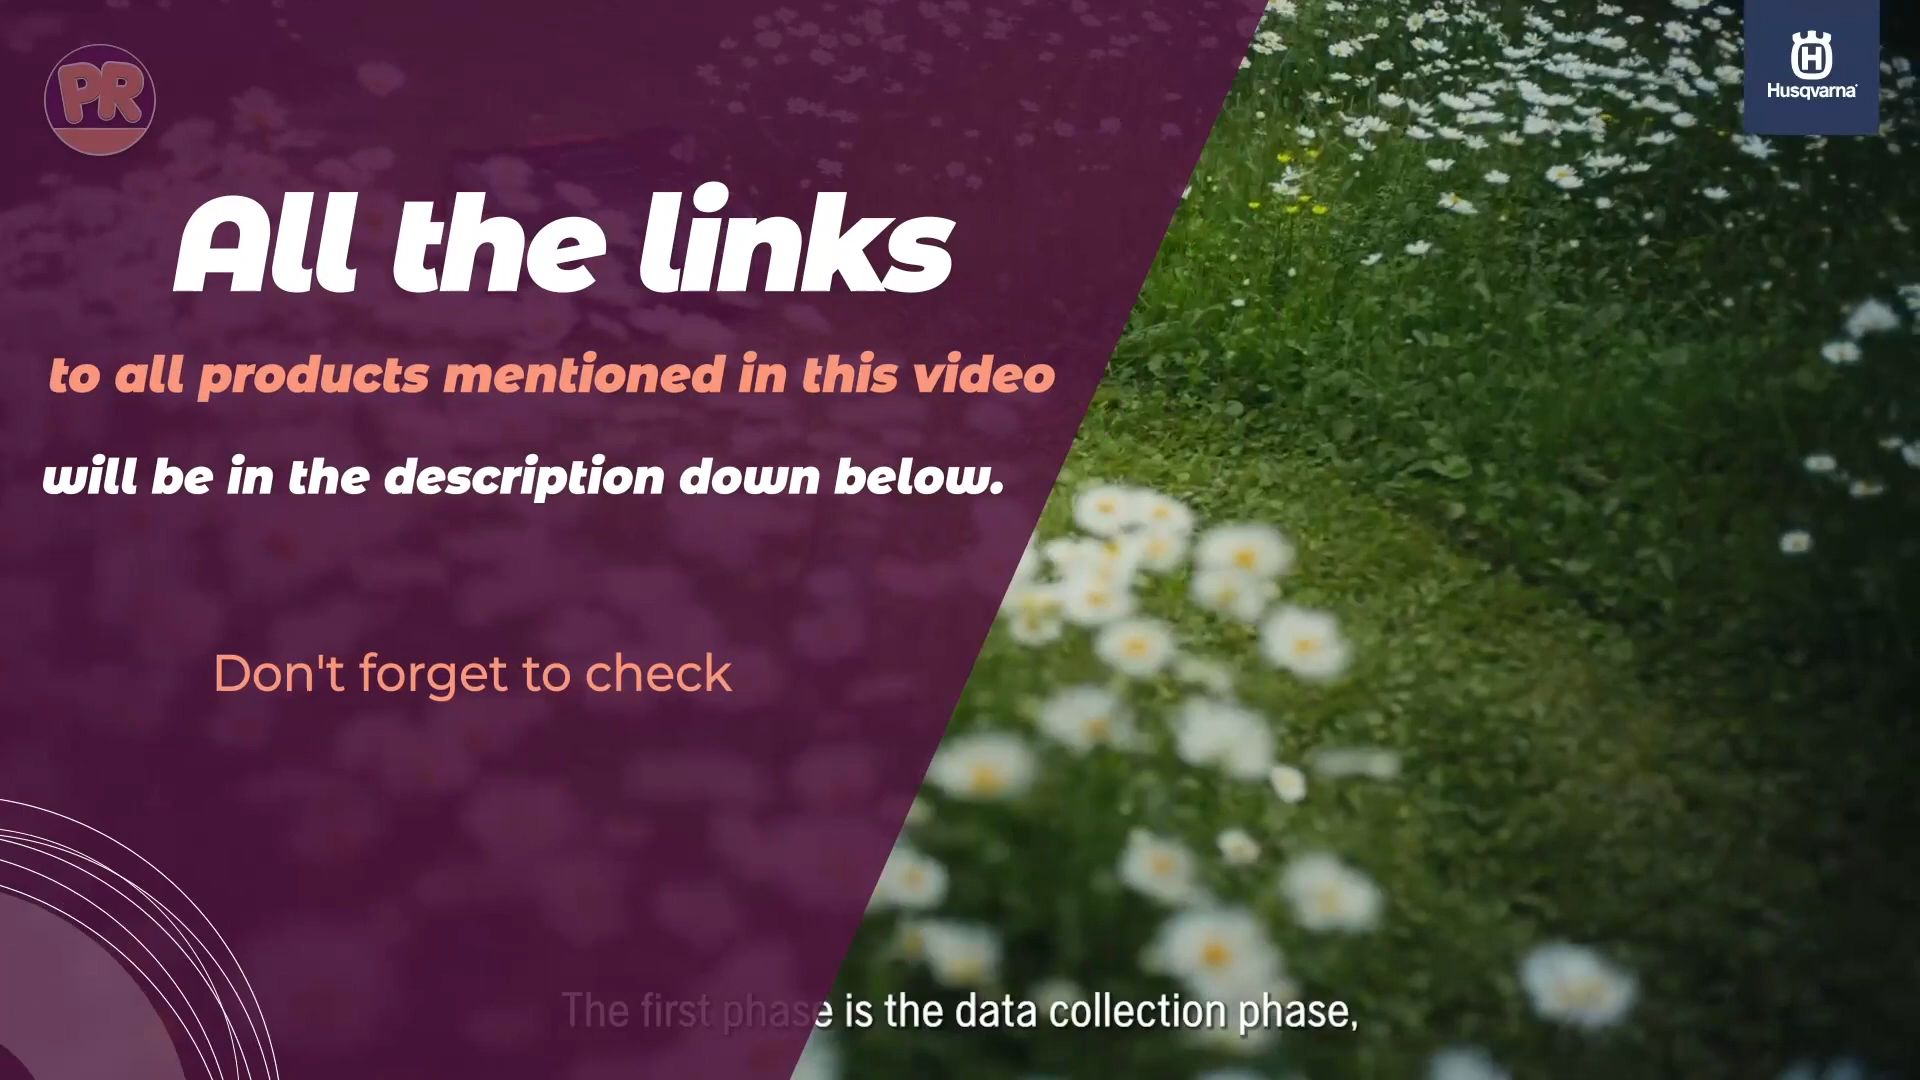 PR
Husqvarna
All the links
to all products mentioned in this video
will be in the description down below.
Don't forget to check
The first phase is the data collection phase,